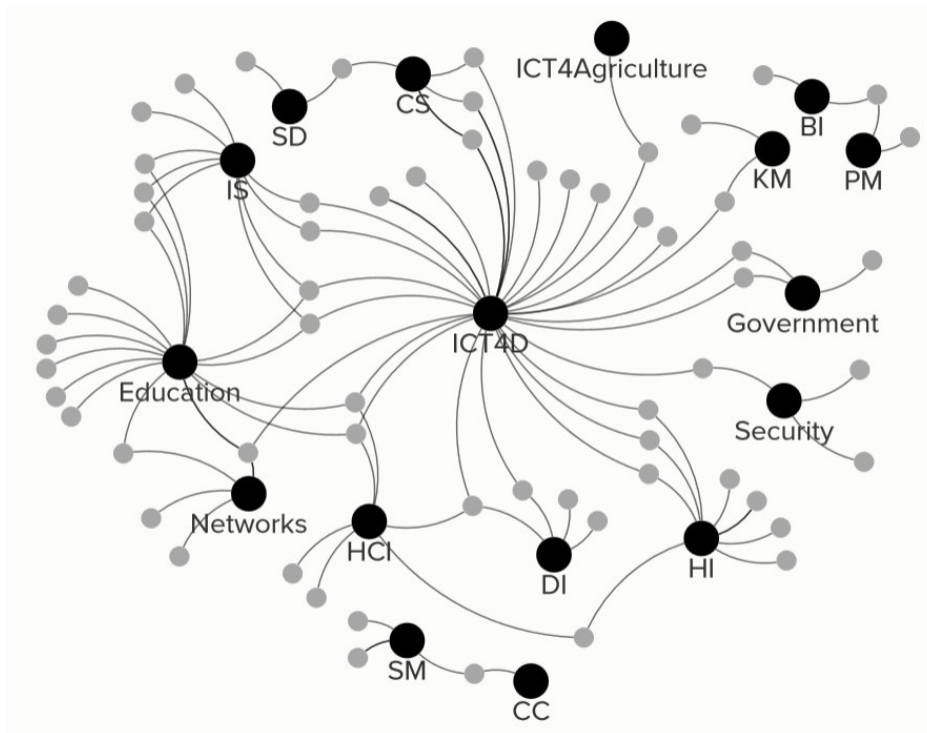 ICT4Agriculture
CS
BI
SD
KM
PM
IS
Government
ICT4D
Education
Security
Networks
HCI
HI
DI
SM
CC